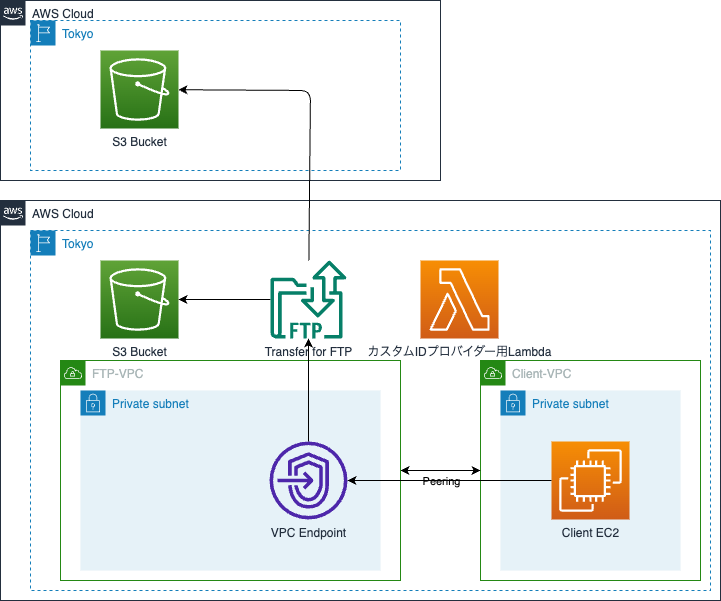 aws
AWS Cloud
Tokyo
S3 Bucket
aws
AWS Cloud
Tokyo
FTP
S3 Bucket
Transfer for FTP
カスタムIDプロバイダー用Lambda
FTP-VPC
Client-VPC
Private subnet
Private subnet
Peering
VPC Endpoint
Client EC2